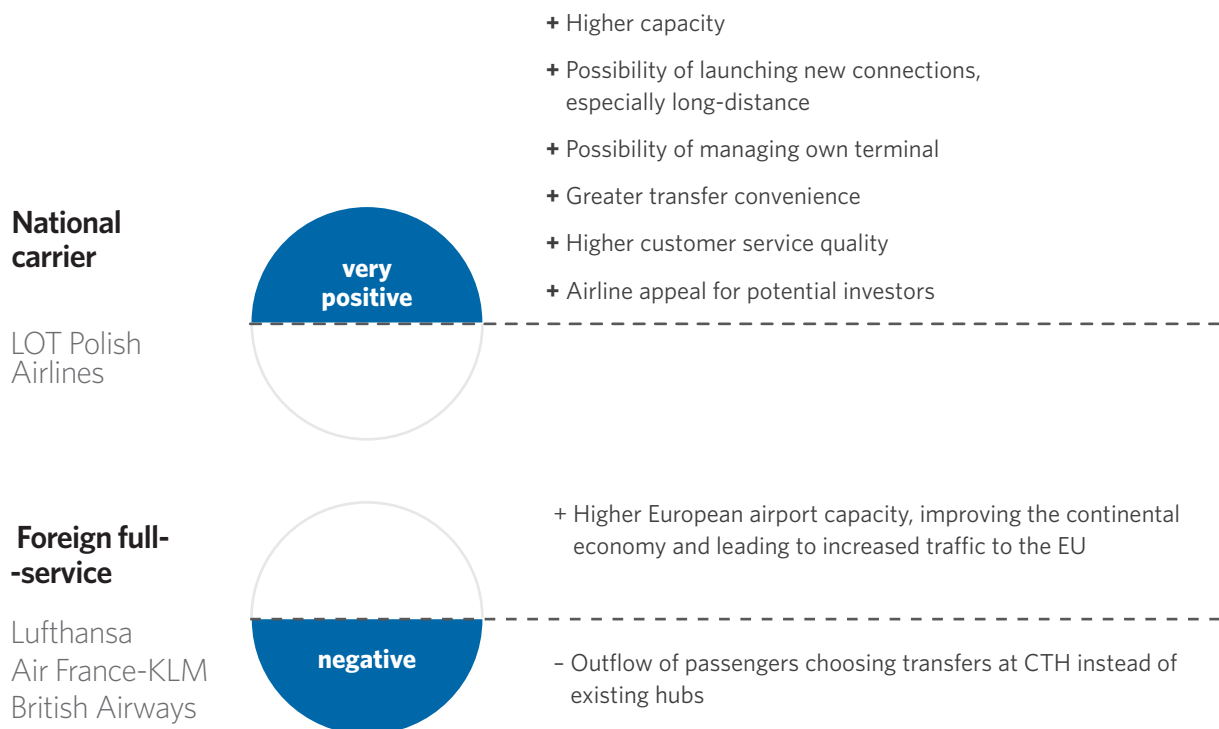 National
carrier
LOT Polish
Airlines
very
positive
+ Higher capacity
+ Possibility of launching new connections,
especially long-distance
+ Possibility of managing own terminal
+ Greater transfer convenience
+ Higher customer service quality
+ Airline appeal for potential investors
Foreign full-
-service
Lufthansa
Air France-KLM
British Airways
negative
+ Higher European airport capacity, improving the continental
economy and leading to increased traffic to the EU
– Outflow of passengers choosing transfers at CTH instead of
existing hubs